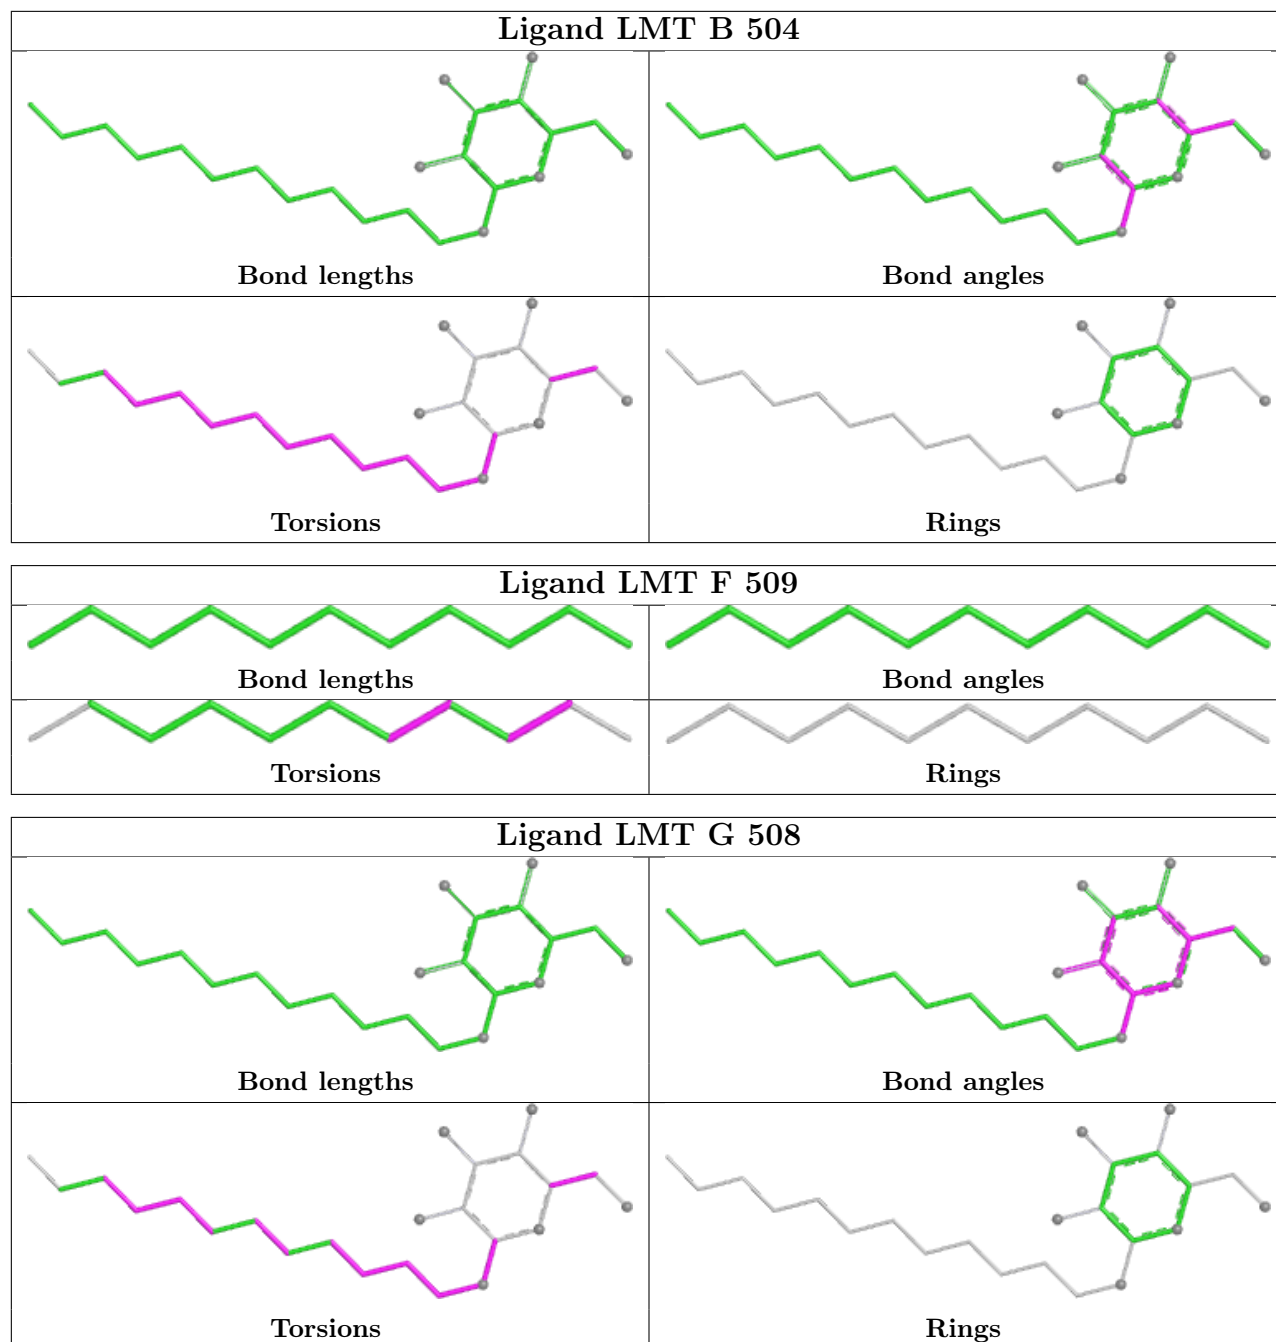 Ligand LMT B 504
Bond lengths
Bond angles
Torsions
Rings
Ligand LMT F 509
Bond lengths
Bond angles
Torsions
Rings
Ligand LMT G 508
Bond lengths
Bond angles
Torsions
Rings